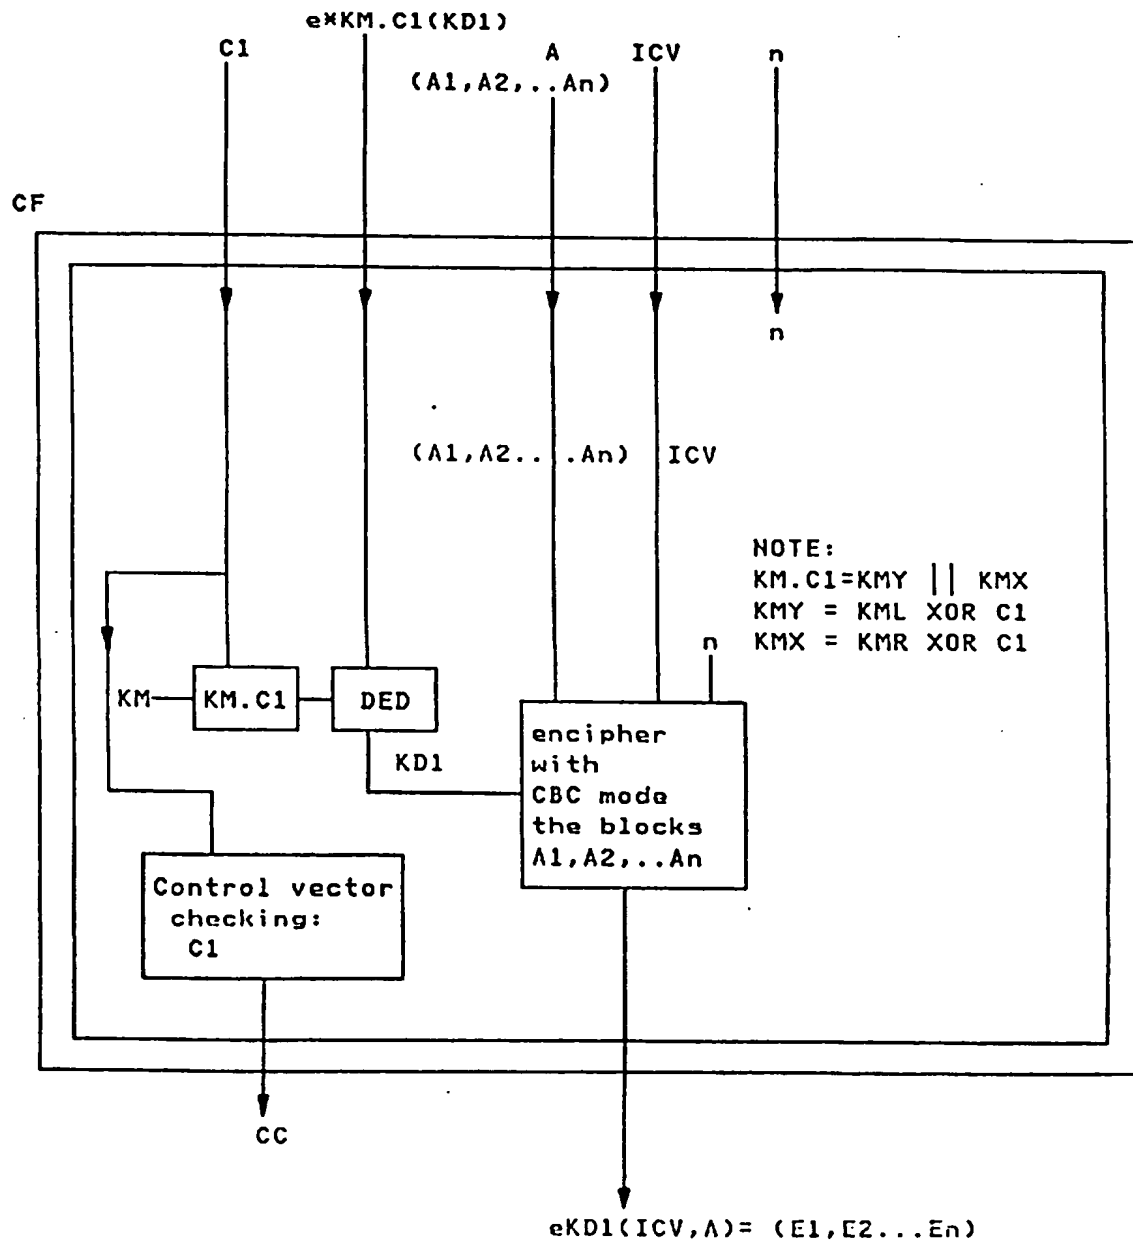 e*KM.C1(KD1)
C1
A
ICV
n
(A1,A2,..An)
CF
n
(A1,A2...An)
ICV
NOTE:
KM.C1=KMY || KMX
KMY = KML XOR C1
KMX = KMR XOR C1
n
KM
KM.C1
DED
KD1
encipher
with
CBC mode
the blocks
A1,A2,..An
Control vector
checking:
C1
CC
eKD1(ICV,A)= (E1,E2...En)